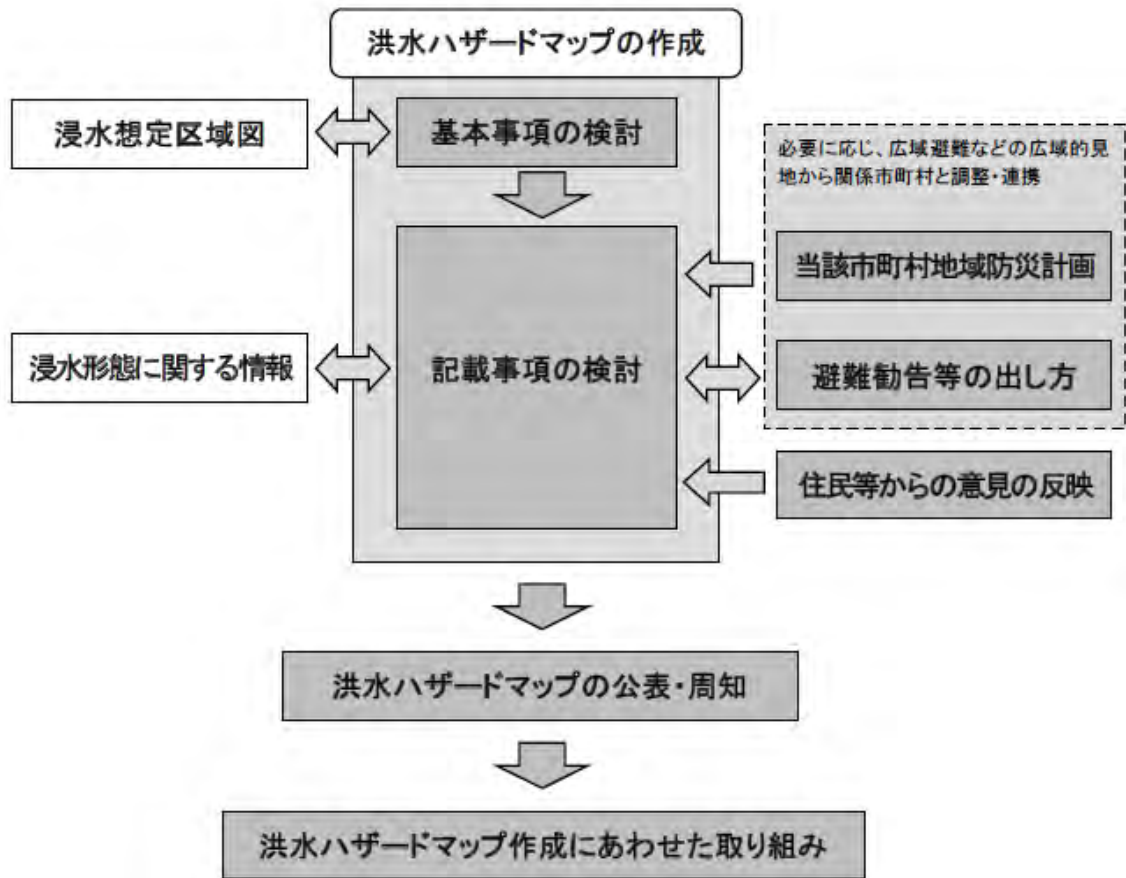 洪水ハザードマップの作成
浸水想定区域図
基本事項の検討
必要に応じ、広域避難などの広域的見
地から関係市町村と調整・連携
当該市町村地域防災計画
浸水形態に関する情報
記載事項の検討
避難勧告等の出し方
住民等からの意見の反映
洪水ハザードマップの公表・周知
洪水ハザードマップ作成にあわせた取り組み